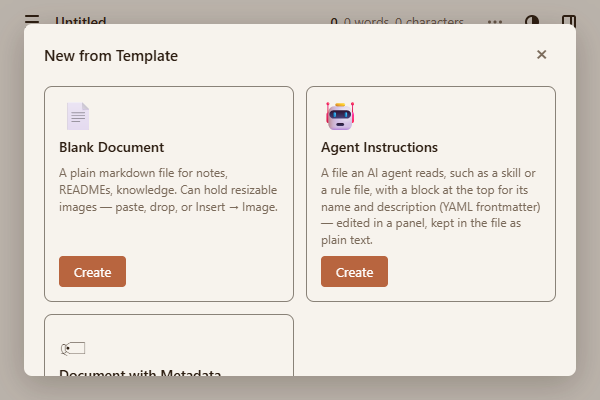 Untitled
0 0 words, 0 characters
New from Template
Blank Document
A plain markdown file for notes,
READMEs, knowledge. Can hold resizable
images — paste, drop, or Insert → Image.
Create
Agent Instructions
A file an AI agent reads, such as a skill or
a rule file, with a block at the top for its
name and description (YAML frontmatter)
— edited in a panel, kept in the file as
plain text.
Create
Document with Metadata